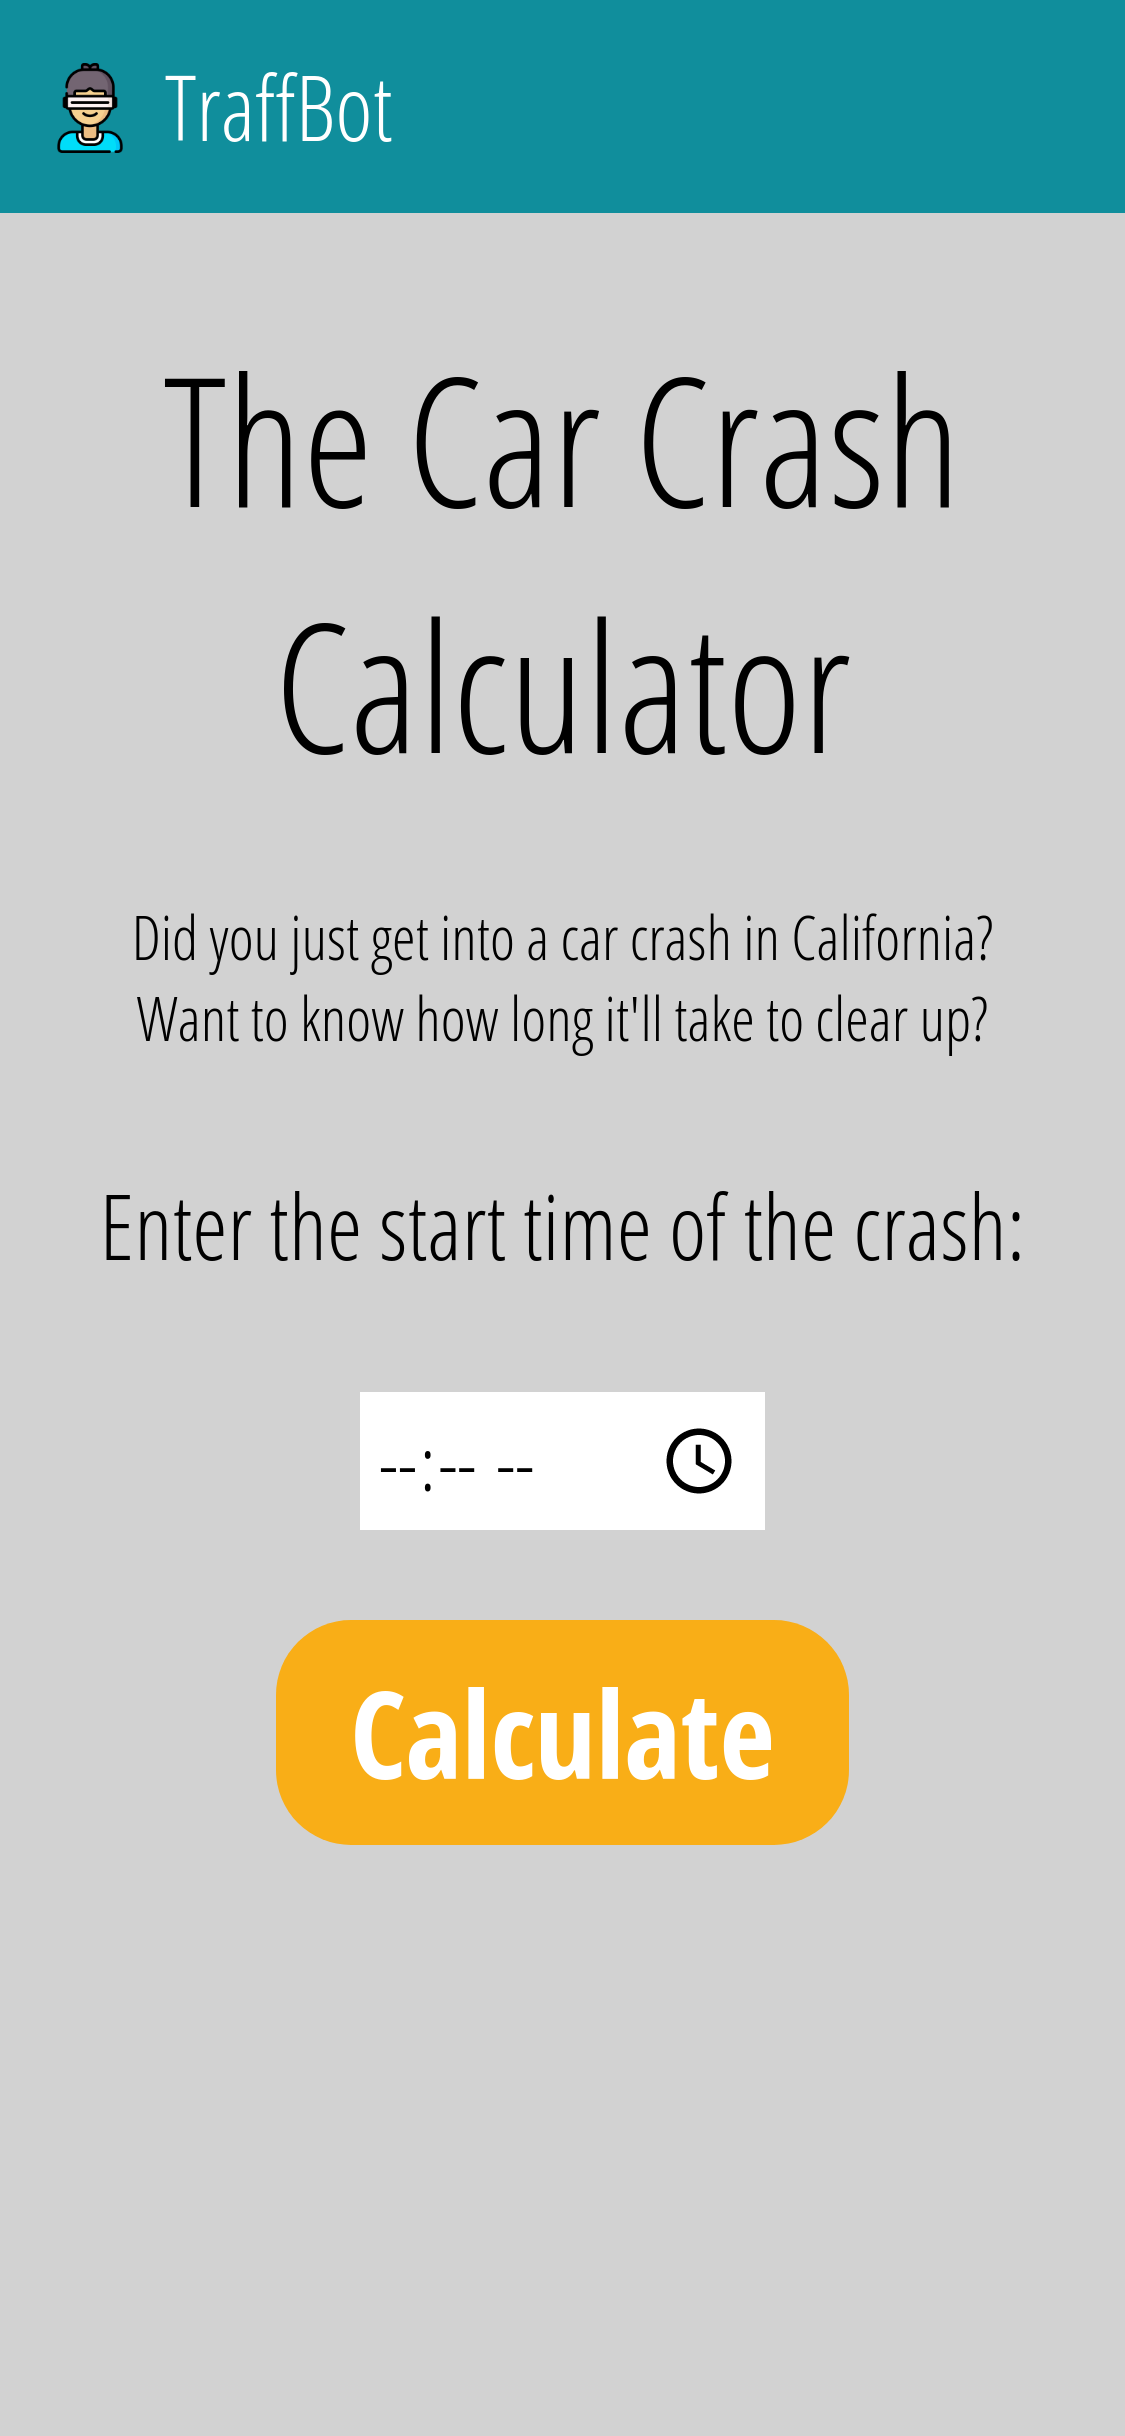 TraffBot
The Car Crash
Calculator
Did you just get into a car crash in California?
Want to know how long it'll take to clear up?
Enter the start time of the crash:
--:-- --
Calculate